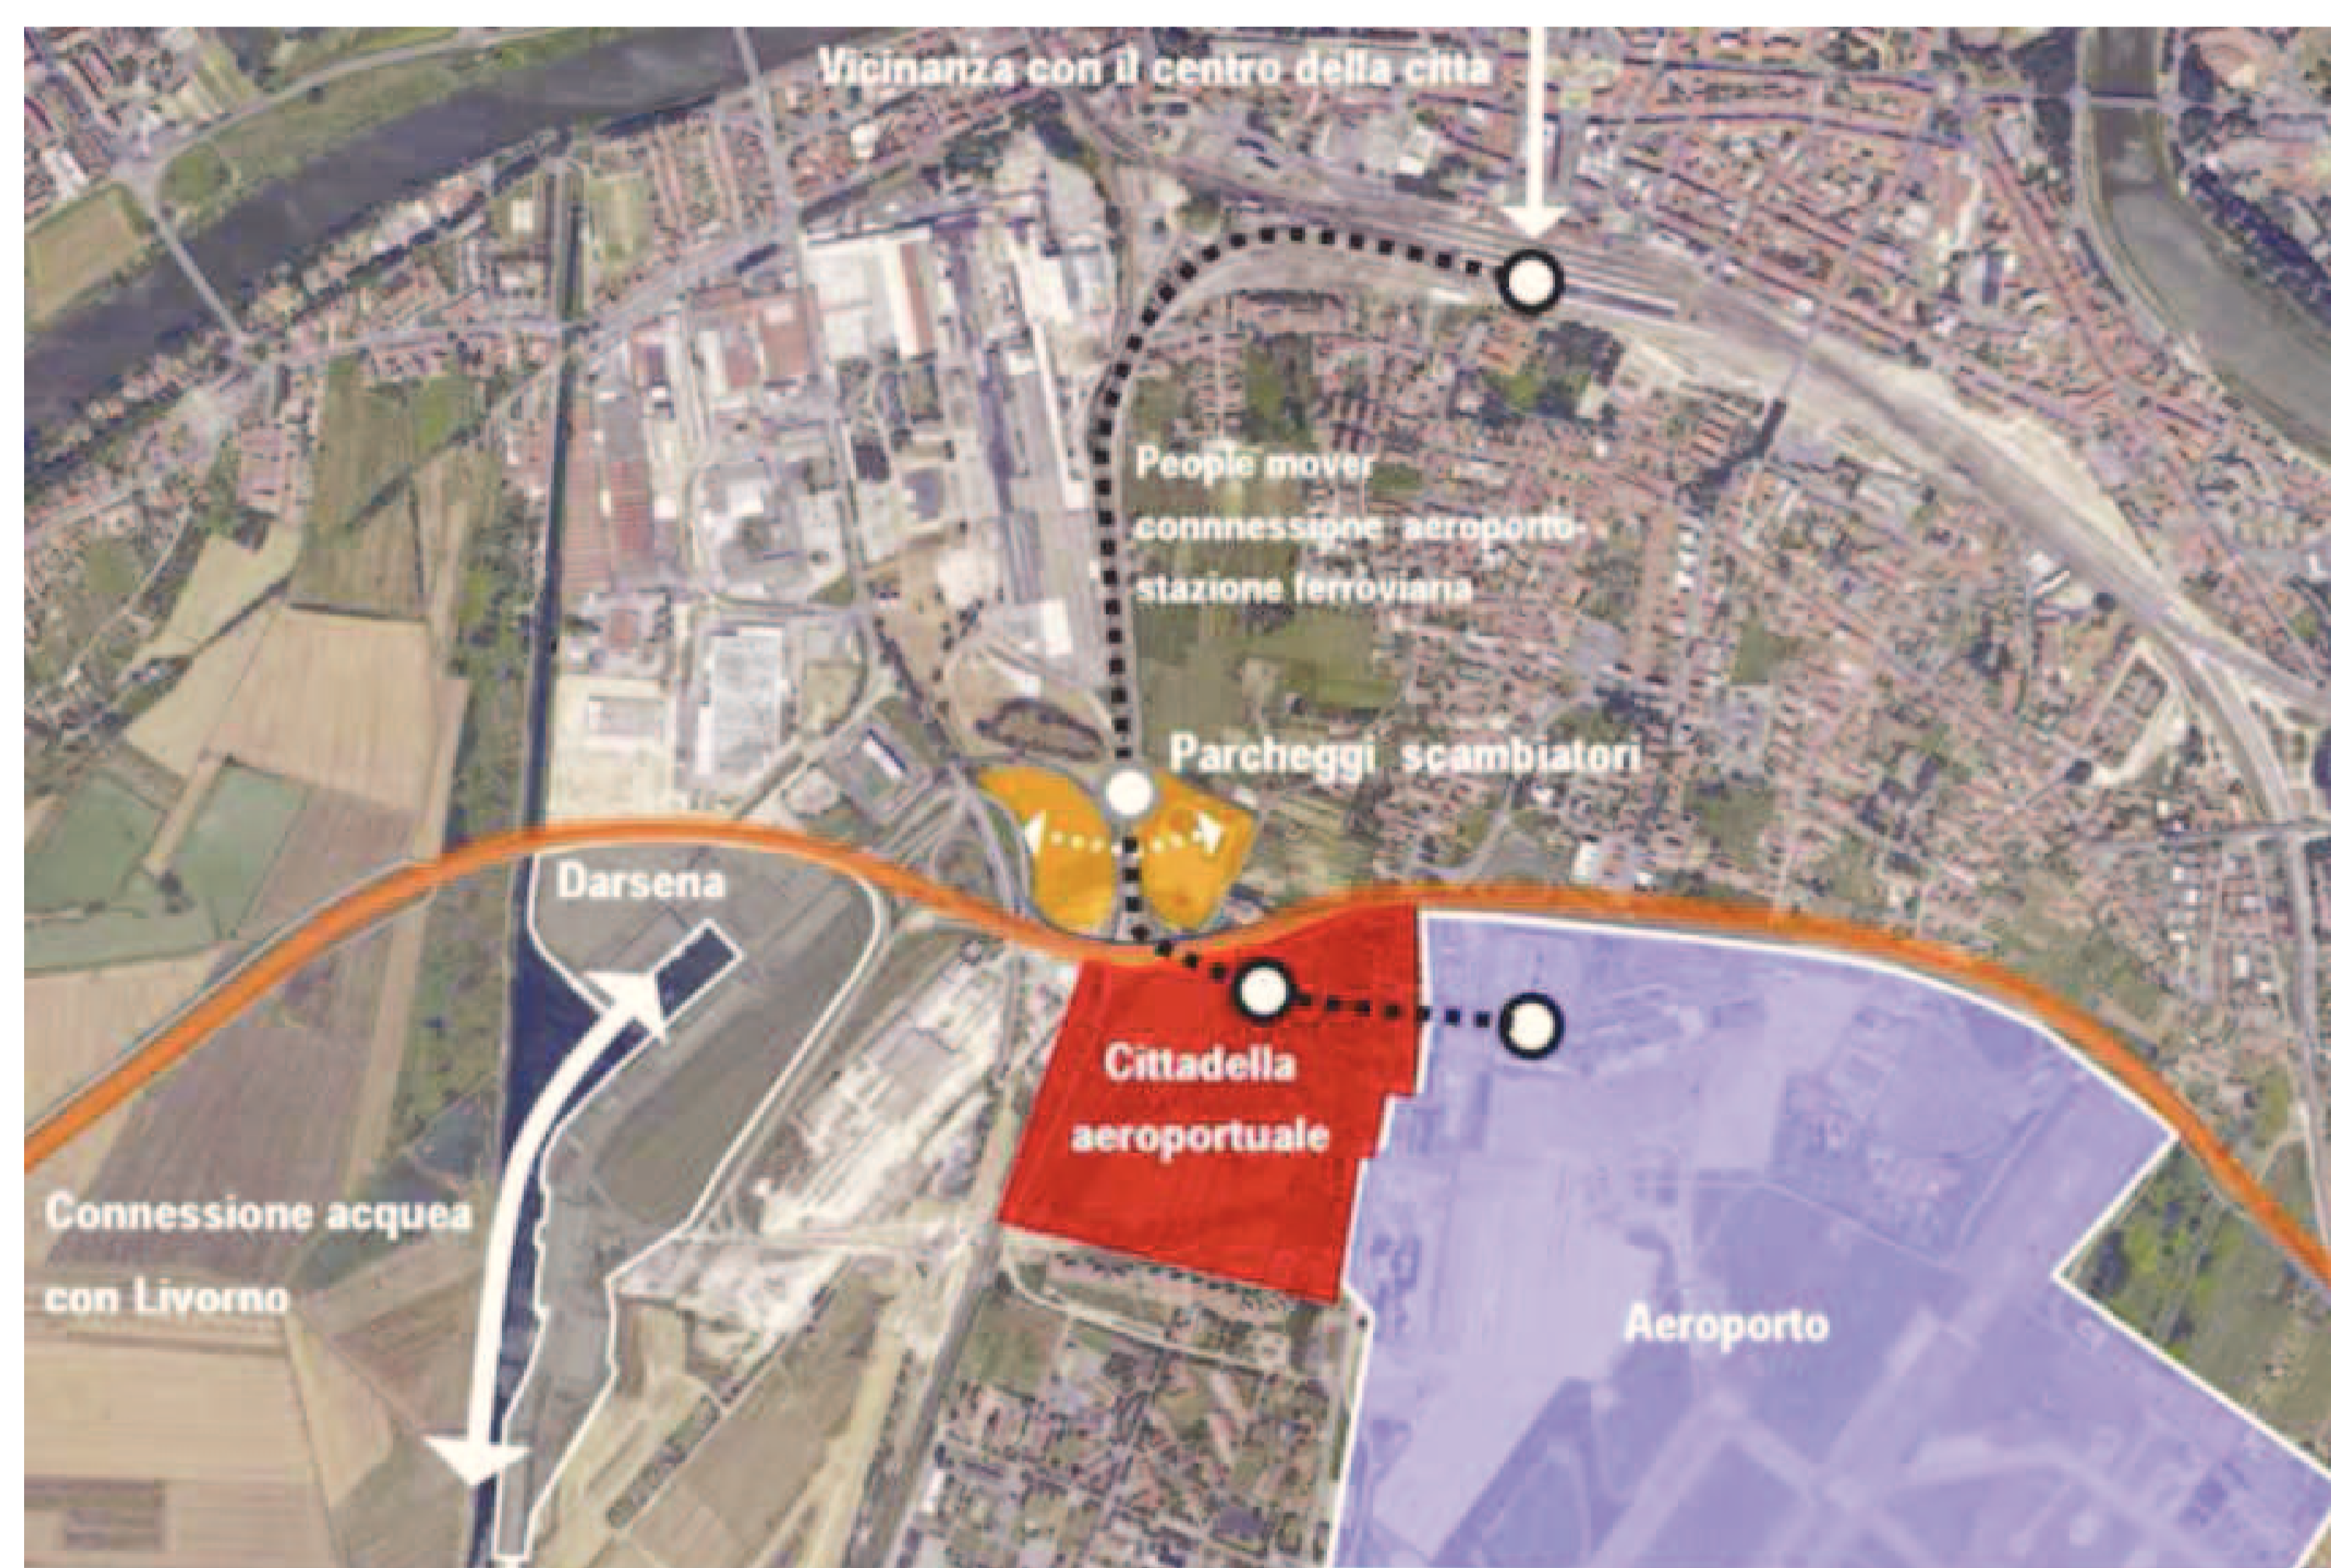 Vicinanza con il centro della città
People mover
connnessione aeroporto-
stazione ferroviaria
Parcheggi scambiatori
Darsena
Cittadella
aeroportuale
Connessione acquea
con Livorno
Aeroporto